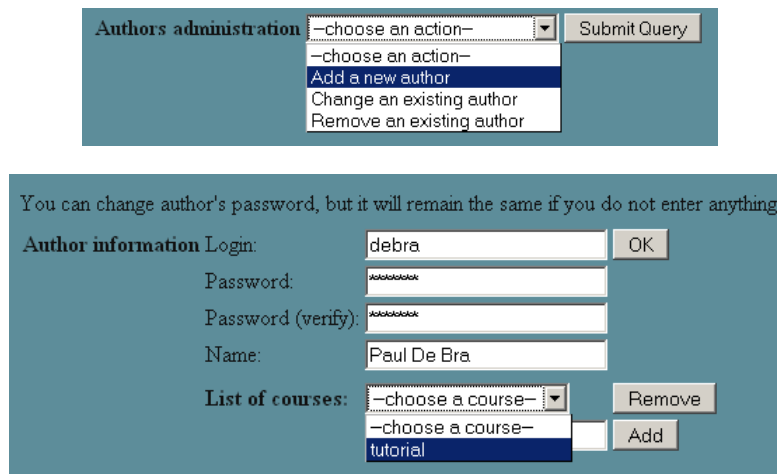 Authors administration –choose an action– Submit Query
–choose an action–
Add a new author
Change an existing author
Remove an existing author
You can change author's password, but it will remain the same if you do not enter anything
Author information Login: debra OK
Password: ********
Password (verify): ********
Name: Paul De Bra
List of courses: –choose a course– Remove
–choose a course– Add
tutorial